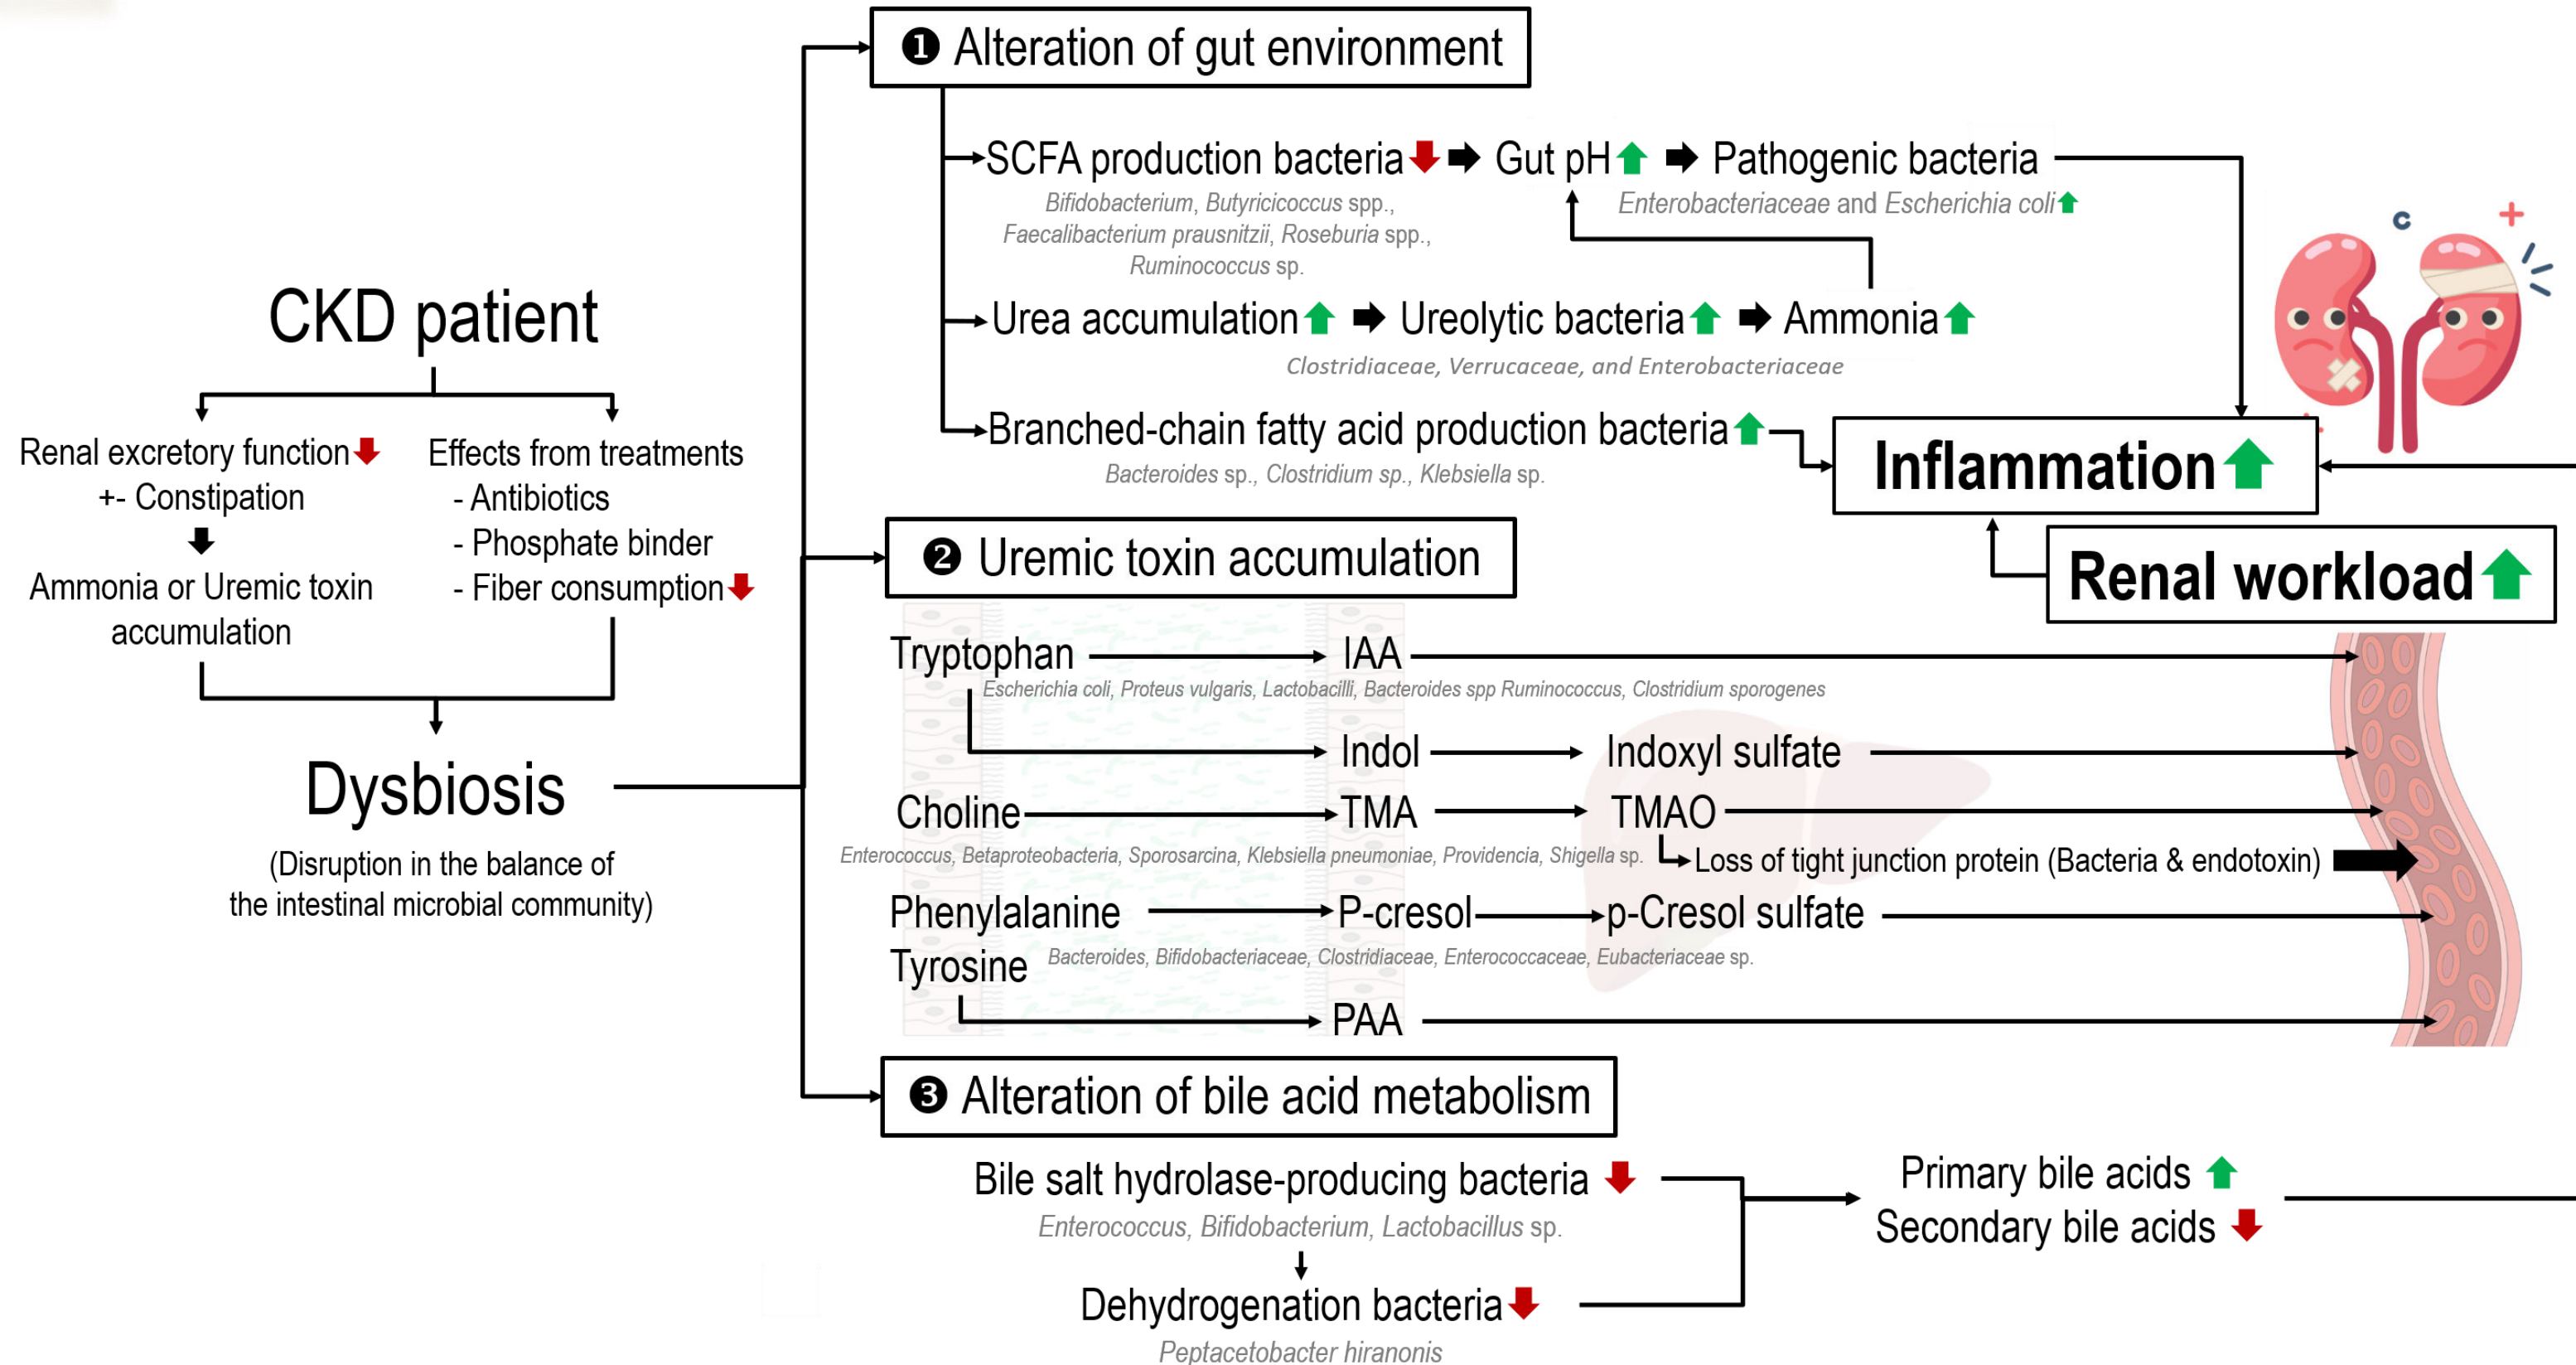 ❶ Alteration of gut environment
SCFA production bacteria
Gut pH
Pathogenic bacteria
Bifidobacterium, Butyricicoccus spp.,
Faecalibacterium prausnitzii, Roseburia spp.,
Ruminococcus sp.
Enterobacteriaceae and Escherichia coli
Urea accumulation
Ureolytic bacteria
Ammonia
Clostridiaceae, Verrucaceae, and Enterobacteriaceae
Branched-chain fatty acid production bacteria
Bacteroides sp., Clostridium sp., Klebsiella sp.
CKD patient
Renal excretory function
+- Constipation
Ammonia or Uremic toxin
accumulation
Effects from treatments
- Antibiotics
- Phosphate binder
- Fiber consumption
Dysbiosis
(Disruption in the balance of
the intestinal microbial community)
Inflammation
Renal workload
❷ Uremic toxin accumulation
Tryptophan
IAA
Escherichia coli, Proteus vulgaris, Lactobacilli, Bacteroides spp Ruminococcus, Clostridium sporogenes
Indol
Indoxyl sulfate
Choline
TMA
TMAO
Enterococcus, Betaproteobacteria, Sporosarcina, Klebsiella pneumoniae, Providencia, Shigella sp.
Loss of tight junction protein (Bacteria & endotoxin)
Phenylalanine
P-cresol
p-Cresol sulfate
Tyrosine
Bacteroides, Bifidobacteriaceae, Clostridiaceae, Enterococcaceae, Eubacteriaceae sp.
PAA
❸ Alteration of bile acid metabolism
Bile salt hydrolase-producing bacteria
Enterococcus, Bifidobacterium, Lactobacillus sp.
Dehydrogenation bacteria
Peptacetobacter hiranonis
Primary bile acids
Secondary bile acids